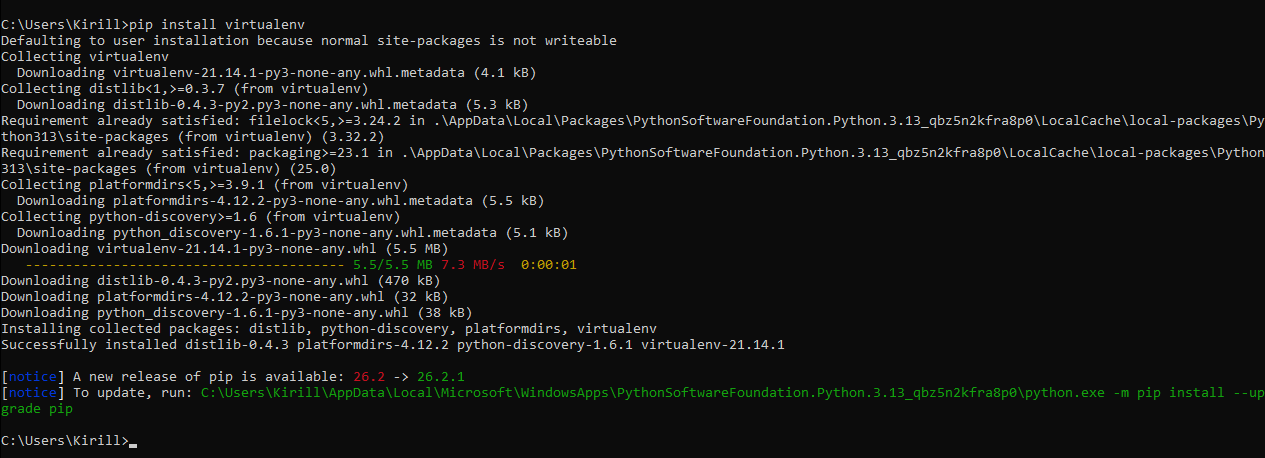 C:\Users\Kirill>pip install virtualenv
Defaulting to user installation because normal site-packages is not writeable
Collecting virtualenv
  Downloading virtualenv-21.14.1-py3-none-any.whl.metadata (4.1 kB)
Collecting distlib<1,>=0.3.7 (from virtualenv)
  Downloading distlib-0.4.3-py2.py3-none-any.whl.metadata (5.3 kB)
Requirement already satisfied: filelock<5,>=3.24.2 in .\AppData\Local\Packages\PythonSoftwareFoundation.Python.3.13_qbz5n2kfra8p0\LocalCache\local-packages\Py
thon313\site-packages (from virtualenv) (3.32.2)
Requirement already satisfied: packaging>=23.1 in .\AppData\Local\Packages\PythonSoftwareFoundation.Python.3.13_qbz5n2kfra8p0\LocalCache\local-packages\Python
313\site-packages (from virtualenv) (25.0)
Collecting platformdirs<5,>=3.9.1 (from virtualenv)
  Downloading platformdirs-4.12.2-py3-none-any.whl.metadata (5.5 kB)
Collecting python-discovery>=1.6 (from virtualenv)
  Downloading python_discovery-1.6.1-py3-none-any.whl.metadata (5.1 kB)
Downloading virtualenv-21.14.1-py3-none-any.whl (5.5 MB)
   ---------------------------------------- 5.5/5.5 MB 7.3 MB/s  0:00:01
Downloading distlib-0.4.3-py2.py3-none-any.whl (470 kB)
Downloading platformdirs-4.12.2-py3-none-any.whl (32 kB)
Downloading python_discovery-1.6.1-py3-none-any.whl (38 kB)
Installing collected packages: distlib, python-discovery, platformdirs, virtualenv
Successfully installed distlib-0.4.3 platformdirs-4.12.2 python-discovery-1.6.1 virtualenv-21.14.1

[notice] A new release of pip is available: 26.2 -> 26.2.1
[notice] To update, run: C:\Users\Kirill\AppData\Local\Microsoft\WindowsApps\PythonSoftwareFoundation.Python.3.13_qbz5n2kfra8p0\python.exe -m pip install --up
grade pip

C:\Users\Kirill>